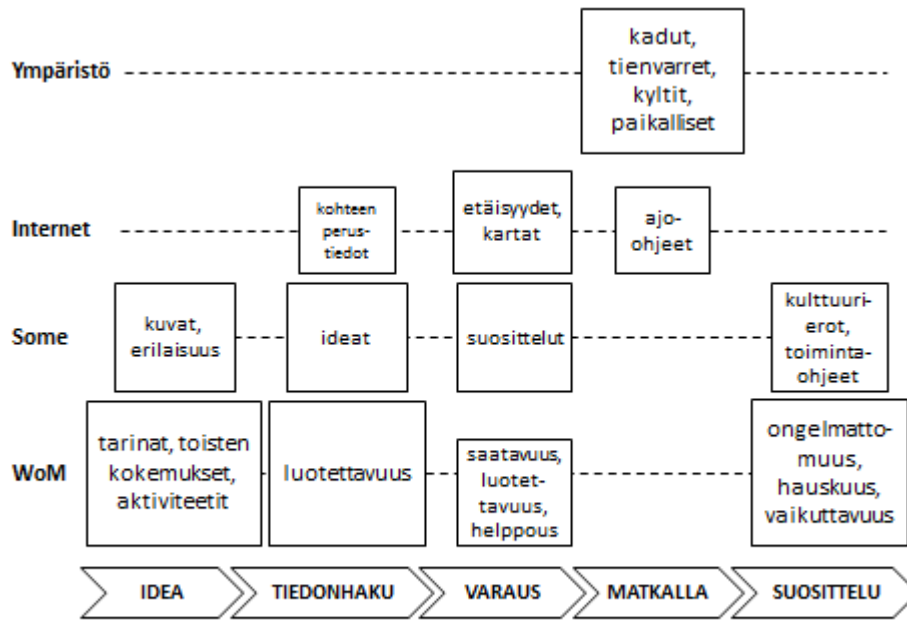 kadut,
tienvarret,
kyltit,
paikalliset
Ympäristö
kohteen
perus-
tiedot
etäisyydet,
kartat
ajo-
ohjeet
Internet
kuvat,
erilaisuus
ideat
suosittelut
kulttuuri-
erot,
toiminta-
ohjeet
Some
tarinat, toisten
kokemukset,
aktiviteetit
luotettavuus
saatavuus,
luotet-
tavuus,
helppous
ongelmatto-
muus,
hauskuus,
vaikuttavuus
WoM
IDEA
TIEDONHAKU
VARAUS
MATKALLA
SUOSITTELU